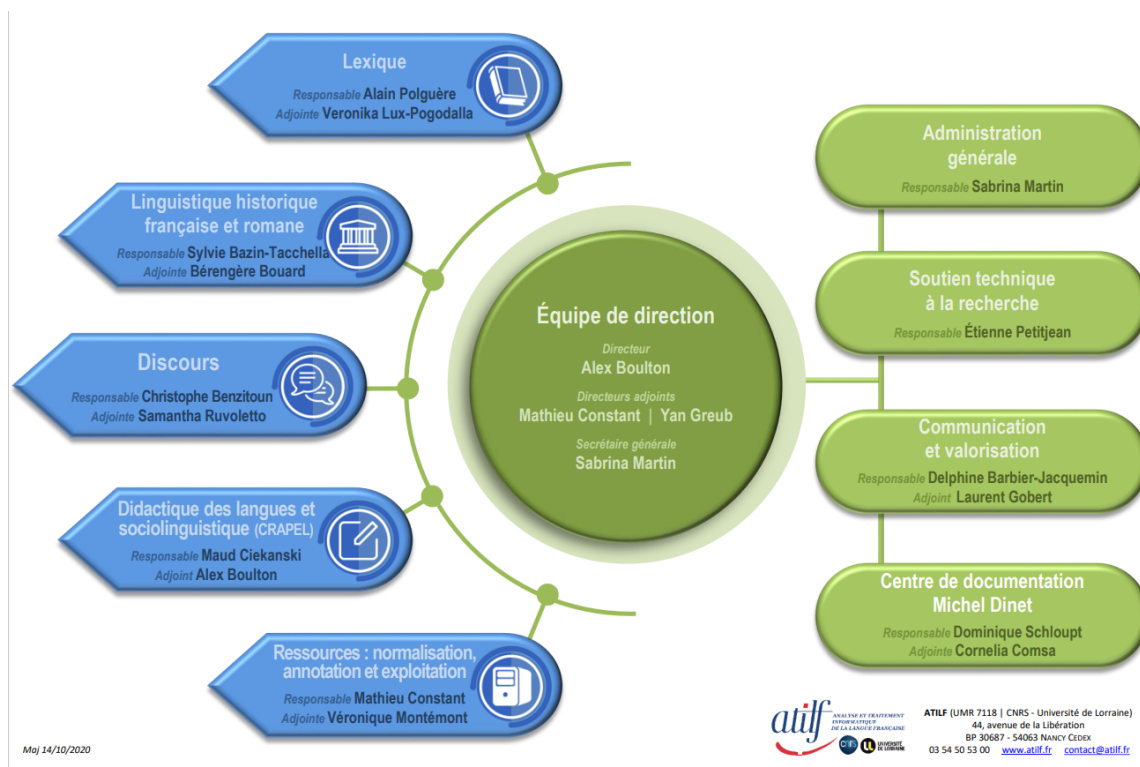 Lexique
Responsable Alain Polguère
Adjointe Veronika Lux-Pogodalla
Linguistique historique
française et romane
Responsable Sylvie Bazin-Tacchella
Adjointe Bérengère Bouard
Discours
Responsable Christophe Benzitoun
Adjointe Samantha Ruvoletto
Didactique des langues et
sociolinguistique (CRAPEL)
Responsable Maud Ciekanski
Adjoint Alex Boulton
Ressources : normalisation,
annotation et exploitation
Responsable Mathieu Constant
Adjointe Véronique Montémont
Équipe de direction
Directeur
Alex Boulton
Directeurs adjoints
Mathieu Constant | Yan Greub
Secrétaire générale
Sabrina Martin
Administration
générale
Responsable Sabrina Martin
Soutien technique
à la recherche
Responsable Étienne Petitjean
Communication
et valorisation
Responsable Delphine Barbier-Jacquemin
Adjoint Laurent Gobert
Centre de documentation
Michel Dinet
Responsable Dominique Schloupt
Adjointe Cornelia Comsa
Maj 14/10/2020
atilf
ANALYSE ET TRAITEMENT
INFORMATIQUE
DE LA LANGUE FRANÇAISE
cnrs
UNIVERSITÉ
DE LORRAINE
ATILF (UMR 7118 | CNRS - Université de Lorraine)
44, avenue de la Libération
BP 30687 - 54063 NANCY CEDEX
03 54 50 53 00 www.atilf.fr contact@atilf.fr